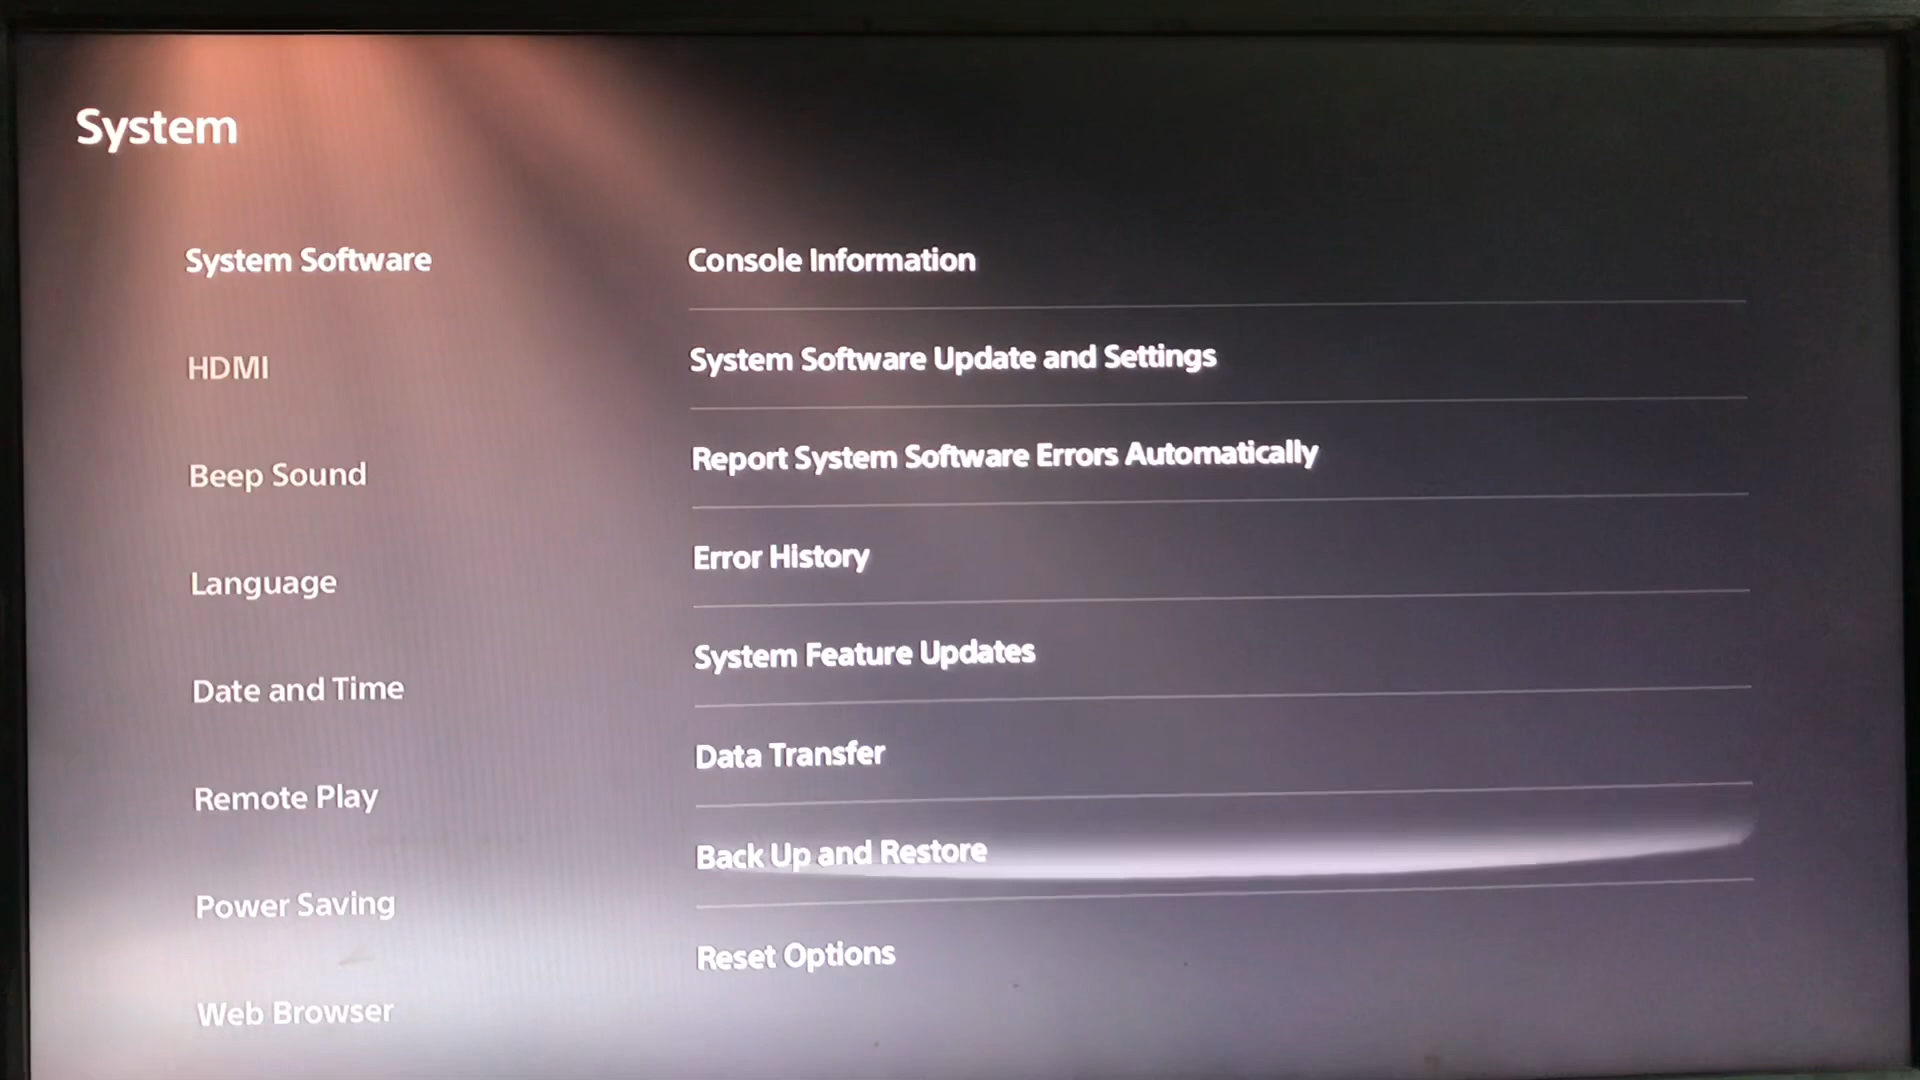 System
System Software
HDMI
Beep Sound
Language
Date and Time
Remote Play
Power Saving
Web Browser
Console Information
System Software Update and Settings
Report System Software Errors Automatically
Error History
System Feature Updates
Data Transfer
Back Up and Restore
Reset Options